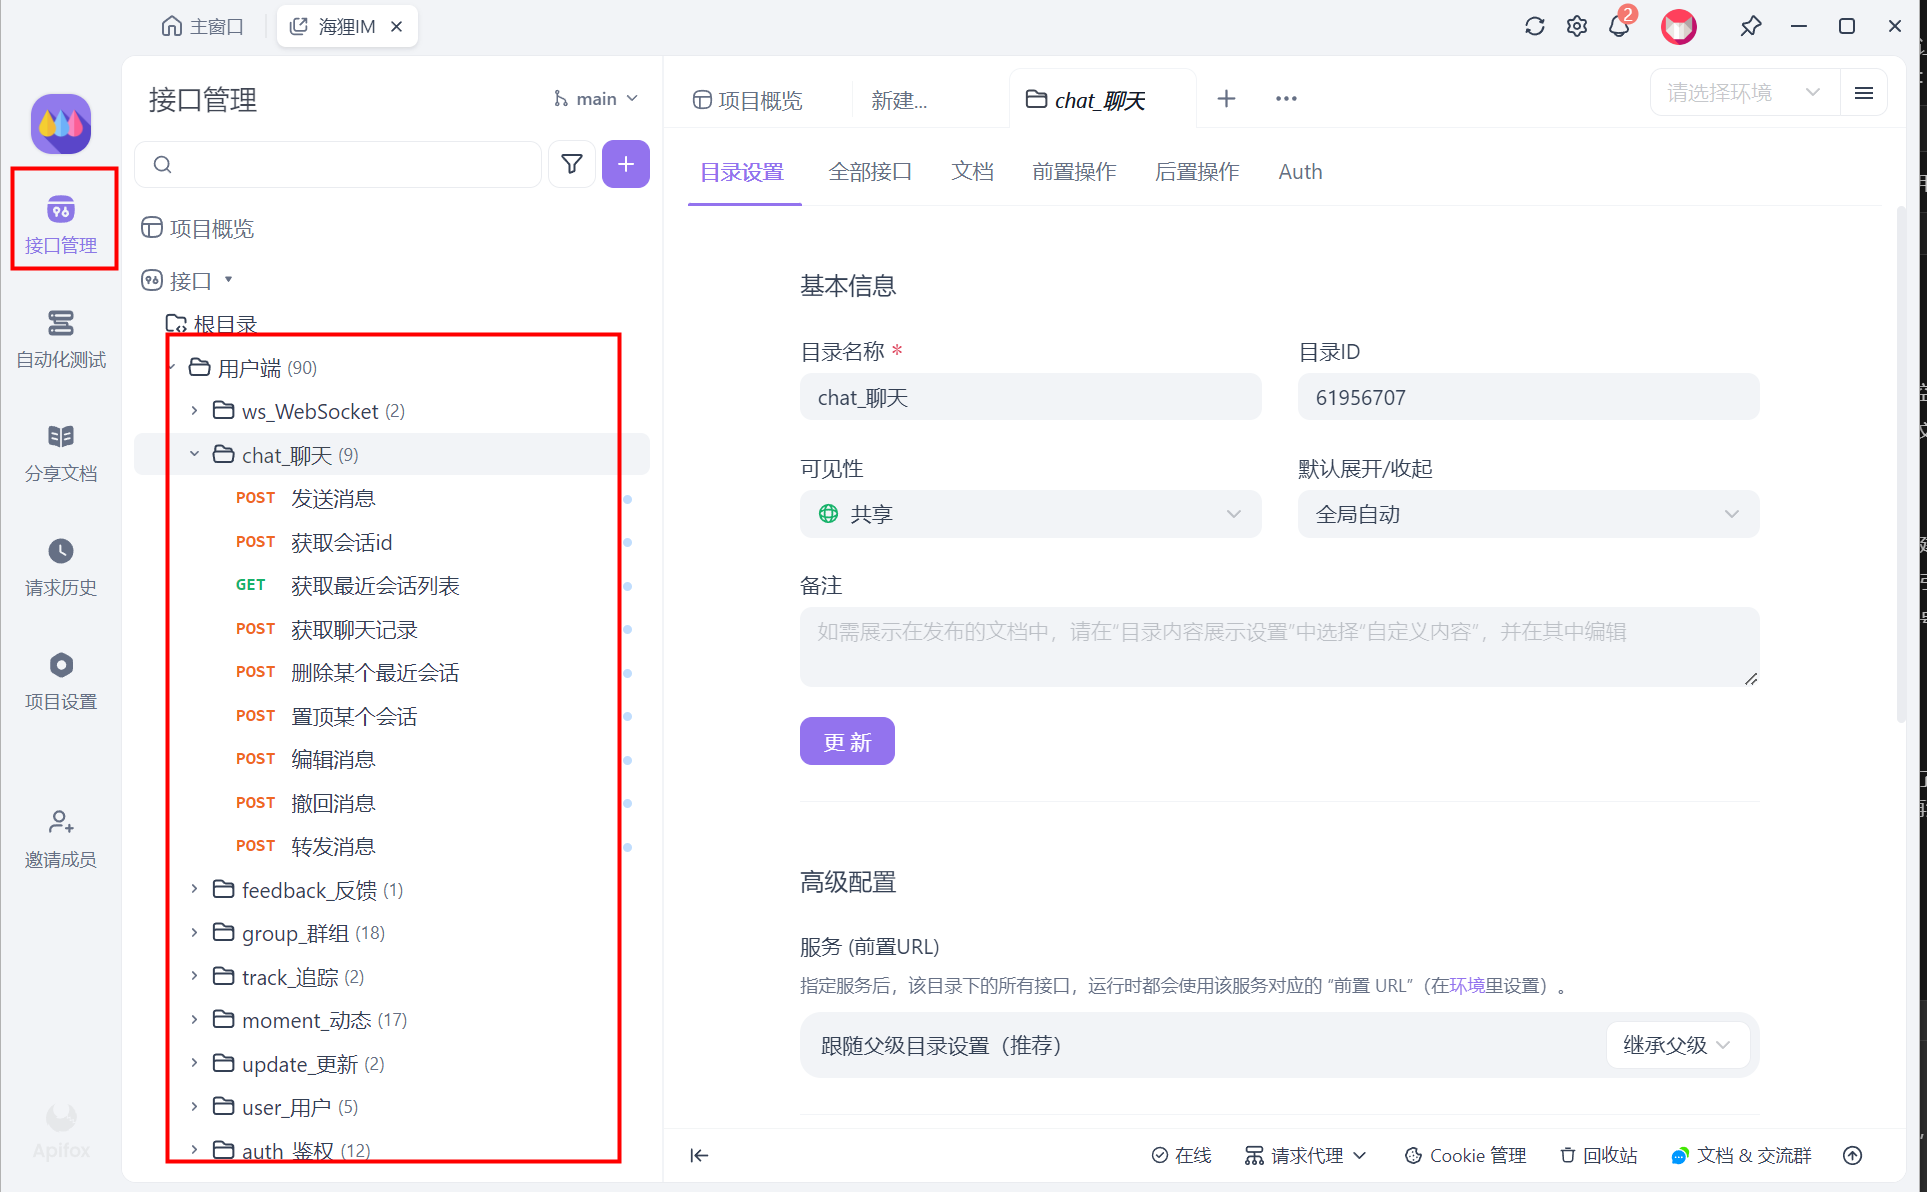 主窗口
海狸IM
2
接口管理
自动化测试
分享文档
请求历史
项目设置
邀请成员
Apifox
接口管理
main
项目概览
接口
根目录
用户端 (90)
ws_WebSocket (2)
chat_聊天 (9)
POST 发送消息
POST 获取会话id
GET 获取最近会话列表
POST 获取聊天记录
POST 删除某个最近会话
POST 置顶某个会话
POST 编辑消息
POST 撤回消息
POST 转发消息
feedback_反馈 (1)
group_群组 (18)
track_追踪 (2)
moment_动态 (17)
update_更新 (2)
user_用户 (5)
auth_鉴权 (12)
项目概览
新建...
chat_聊天
请选择环境
目录设置
全部接口
文档
前置操作
后置操作
Auth
基本信息
目录名称 *
目录ID
chat_聊天
61956707
可见性
默认展开/收起
共享
全局自动
备注
如需展示在发布的文档中，请在“目录内容展示设置”中选择“自定义内容”，并在其中编辑
更新
高级配置
服务 (前置URL)
指定服务后，该目录下的所有接口，运行时都会使用该服务对应的 “前置 URL”（在环境里设置）。
跟随父级目录设置（推荐）
继承父级
在线
请求代理
Cookie 管理
回收站
文档 & 交流群